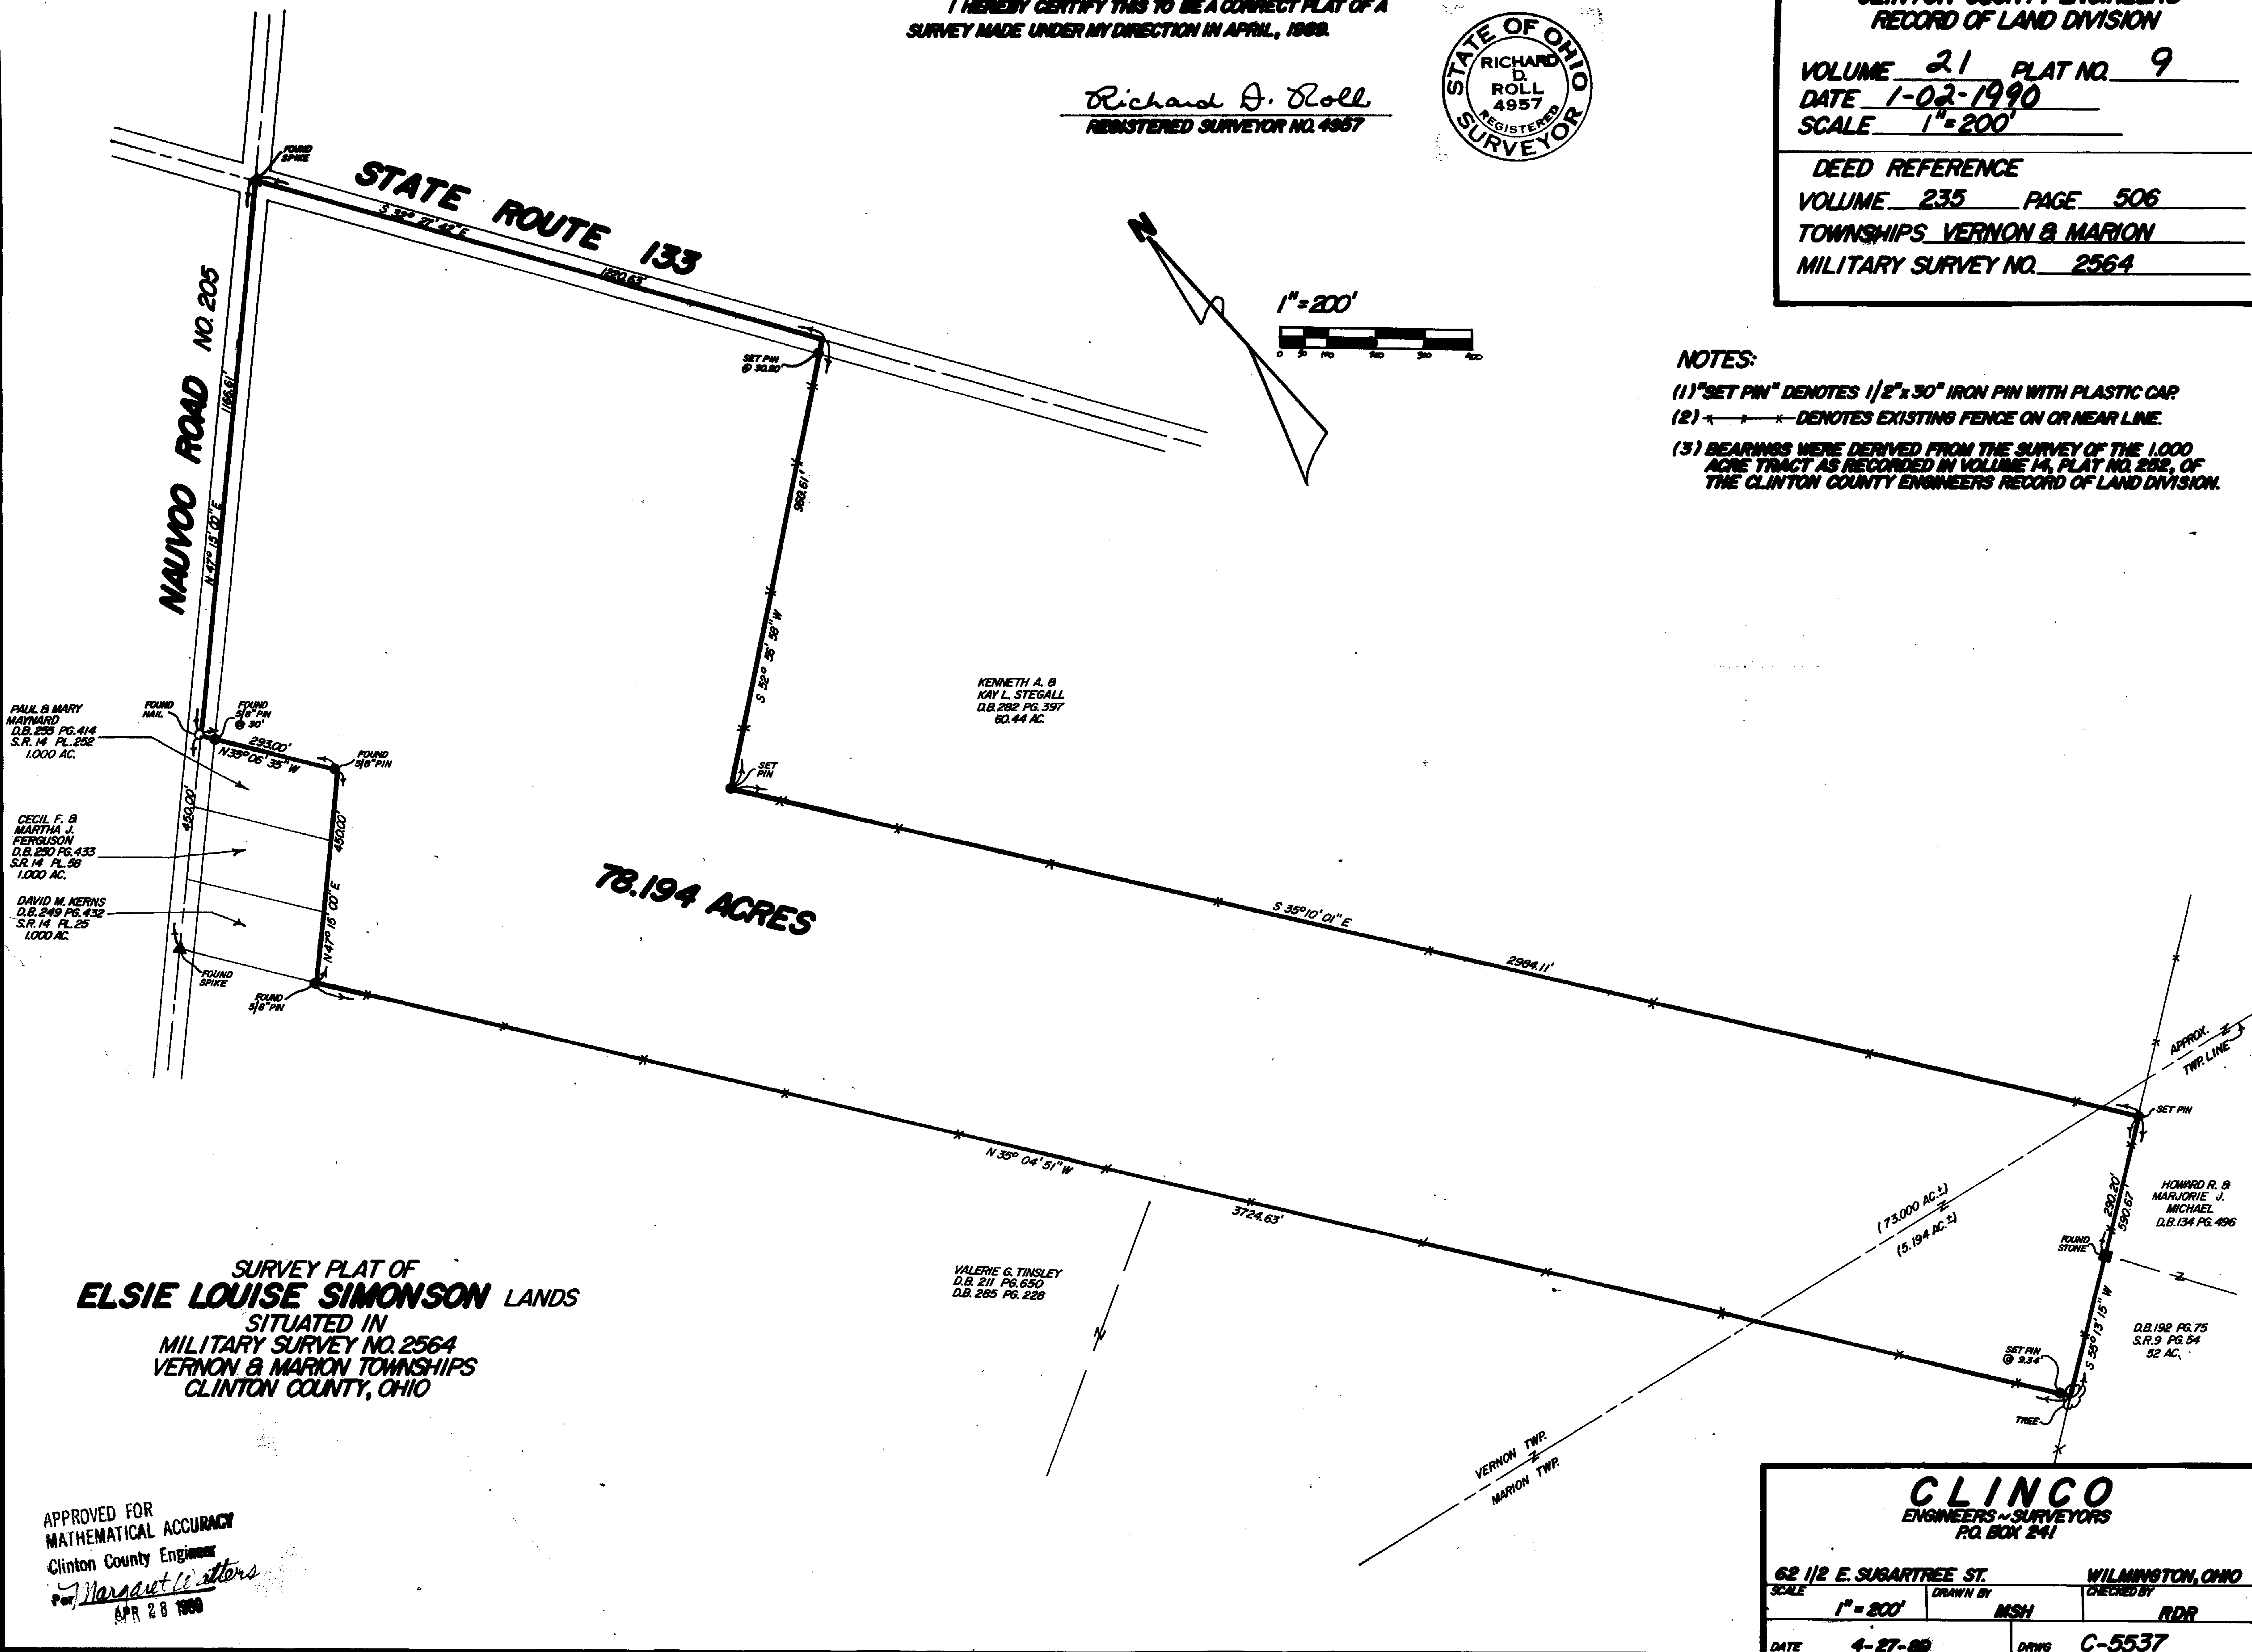 I HEREBY CERTIFY THIS TO BE A CORRECT PLAT OF A
SURVEY MADE UNDER MY DIRECTION IN APRIL, 1989.
Richard D. Roll
REGISTERED SURVEYOR NO. 4957
STATE OF OHIO
RICHARD
D.
ROLL
4957
REGISTERED
SURVEYOR
CLINTON COUNTY ENGINEERS
RECORD OF LAND DIVISION
VOLUME 21 PLAT NO. 9
DATE 1-02-1990
SCALE 1"=200'
DEED REFERENCE
VOLUME 235 PAGE 506
TOWNSHIPS VERNON & MARION
MILITARY SURVEY NO. 2564
NOTES:
(1) "SET PIN" DENOTES 1/2" x 30" IRON PIN WITH PLASTIC CAP.
(2) x x x DENOTES EXISTING FENCE ON OR NEAR LINE.
(3) BEARINGS WERE DERIVED FROM THE SURVEY OF THE 1.000
ACRE TRACT AS RECORDED IN VOLUME 14, PLAT NO. 252, OF
THE CLINTON COUNTY ENGINEERS RECORD OF LAND DIVISION.
N
1"=200'
0 50 100 200 300 400
FOUND
SPIKE
STATE ROUTE 133
S 32° 27' 42" E
1220.63'
SET PIN
@ 30.90'
NAUVOO ROAD NO. 205
1166.61'
N 47° 15' 00" E
960.61'
S 52° 56' 58" W
KENNETH A. &
KAY L. STEGALL
D.B. 282 PG. 397
60.44 AC.
SET
PIN
PAUL & MARY
MAYNARD
D.B. 255 PG. 414
S.R. 14 PL. 252
1.000 AC.
FOUND
NAIL
FOUND
5/8" PIN
@ 30'
293.00'
N 35° 06' 35" W
FOUND
5/8" PIN
450.00'
450.00'
CECIL F. &
MARTHA J.
FERGUSON
D.B. 250 PG. 433
S.R. 14 PL. 58
1.000 AC.
DAVID M. KERNS
D.B. 249 PG. 432
S.R. 14 PL. 25
1.000 AC.
N 47° 15' 00" E
FOUND
SPIKE
FOUND
5/8" PIN
78.194 ACRES
S 35° 10' 01" E
2984.11'
N 35° 04' 51" W
3724.63'
APPROX.
TWP. LINE
SET PIN
290.20'
590.67'
HOWARD R. &
MARJORIE J.
MICHAEL
D.B. 134 PG. 496
(73.000 AC.±)
(5.194 AC.±)
FOUND
STONE
S 55° 13' 15" W
D.B. 192 PG. 75
S.R. 9 PG. 54
52 AC.
SET PIN
@ 9.34'
TREE
VALERIE G. TINSLEY
D.B. 211 PG. 650
D.B. 285 PG. 228
VERNON TWP.
MARION TWP.
SURVEY PLAT OF
ELSIE LOUISE SIMONSON LANDS
SITUATED IN
MILITARY SURVEY NO. 2564
VERNON & MARION TOWNSHIPS
CLINTON COUNTY, OHIO
APPROVED FOR
MATHEMATICAL ACCURACY
Clinton County Engineer
Per Margaret Watters
APR 28 1989
CLINCO
ENGINEERS ~ SURVEYORS
P.O. BOX 241
62 1/2 E. SUGARTREE ST. WILMINGTON, OHIO
SCALE 1" = 200' DRAWN BY MSH CHECKED BY RDR
DATE 4-27-89 DRWG C-5537